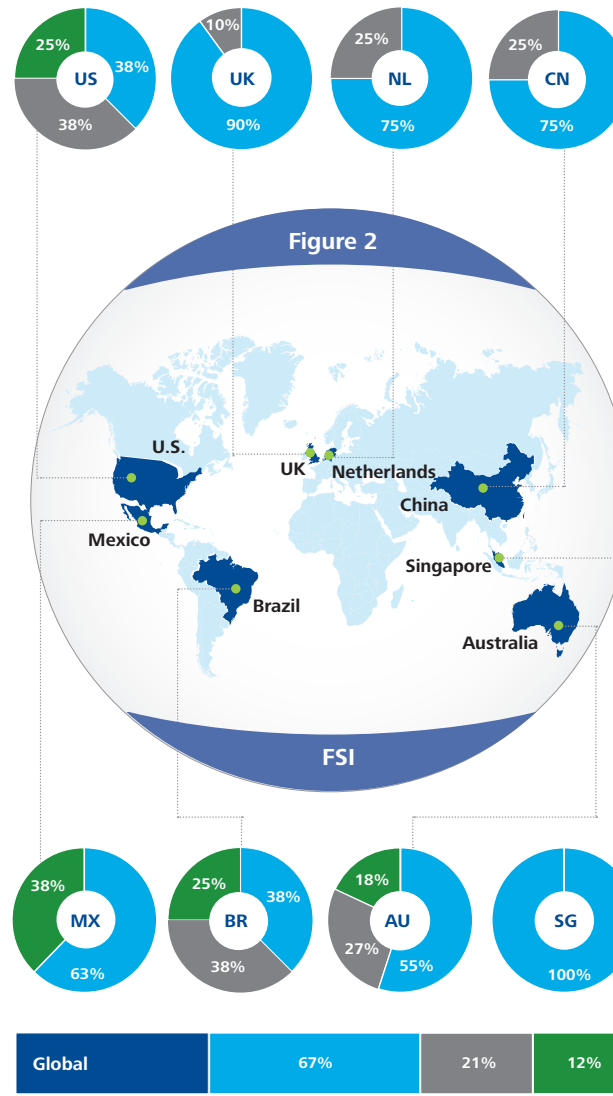 25%
38%
US
38%
10%
UK
90%
25%
NL
75%
25%
CN
75%
Figure 2
U.S.
UK
Netherlands
China
Mexico
Singapore
Brazil
Australia
FSI
38%
MX
63%
25%
38%
BR
38%
18%
AU
27%
55%
SG
100%
Global 67% 21% 12%